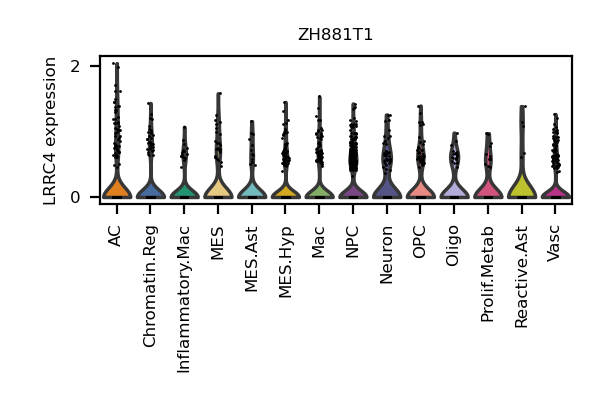 ZH881T1
LRRC4 expression
2
0
AC
Chromatin.Reg
Inflammatory.Mac
MES
MES.Ast
MES.Hyp
Mac
NPC
Neuron
OPC
Oligo
Prolif.Metab
Reactive.Ast
Vasc